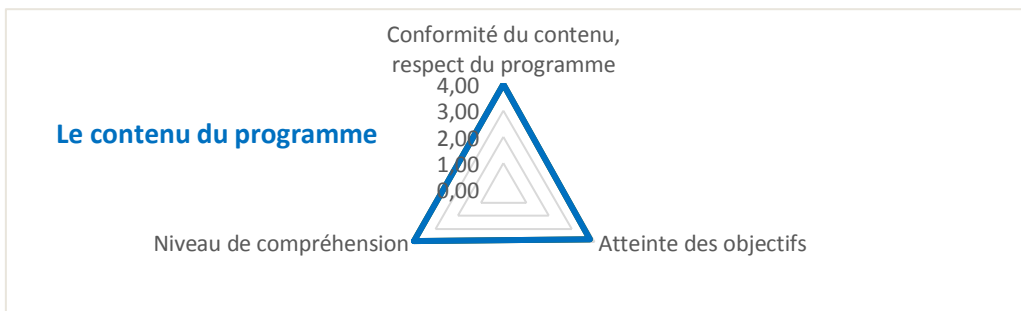 Conformité du contenu,
respect du programme
4,00
3,00
Le contenu du programme
2,00
1,00
0,00
Niveau de compréhension
Atteinte des objectifs